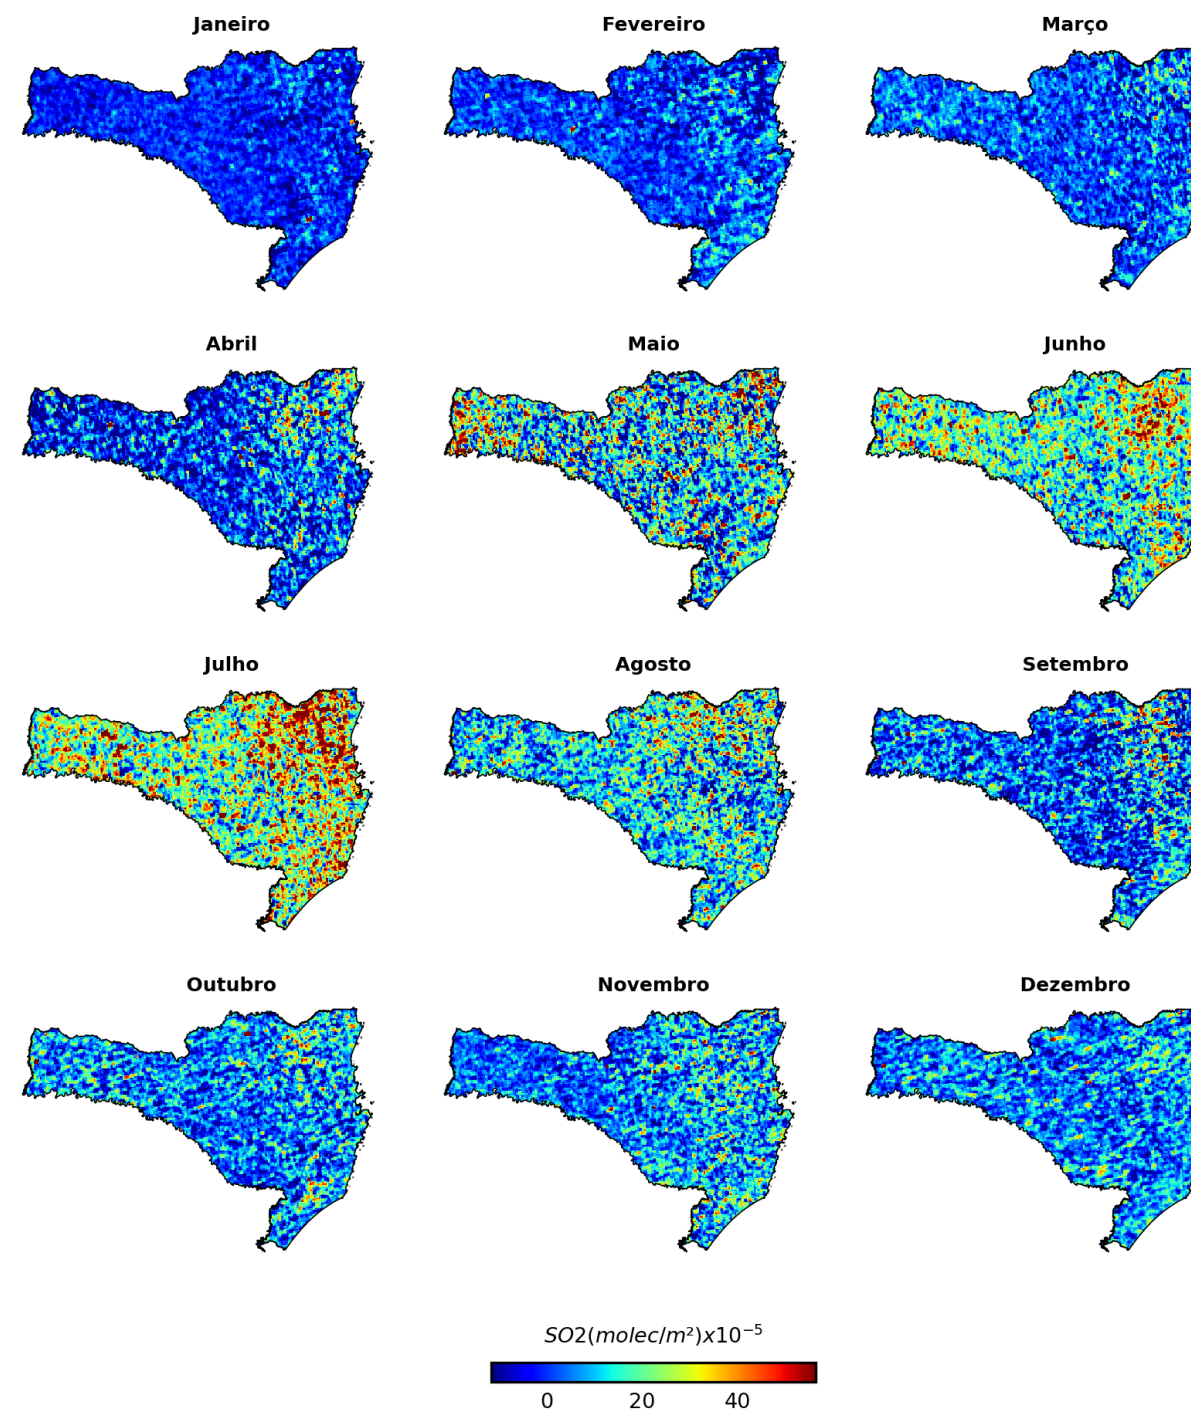 Janeiro Fevereiro Março
Abril Maio Junho
Julho Agosto Setembro
Outubro Novembro Dezembro
SO2(molec/m²)x10⁻⁵
0 20 40